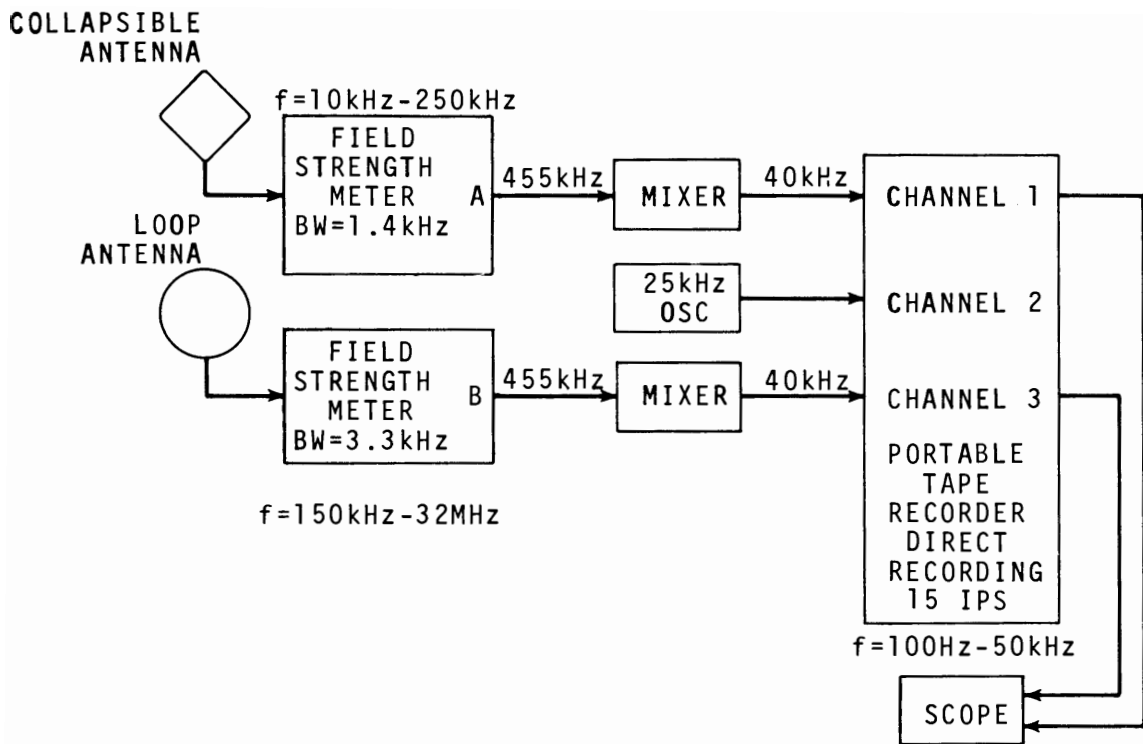 COLLAPSIBLE
ANTENNA
f=10kHz-250kHz
FIELD
STRENGTH
METER
A
BW=1.4kHz
455kHz
MIXER
40kHz
CHANNEL 1
LOOP
ANTENNA
25kHz
OSC
CHANNEL 2
FIELD
STRENGTH
METER
B
BW=3.3kHz
455kHz
MIXER
40kHz
CHANNEL 3
PORTABLE
TAPE
RECORDER
DIRECT
RECORDING
15 IPS
f=150kHz-32MHz
f=100Hz-50kHz
SCOPE